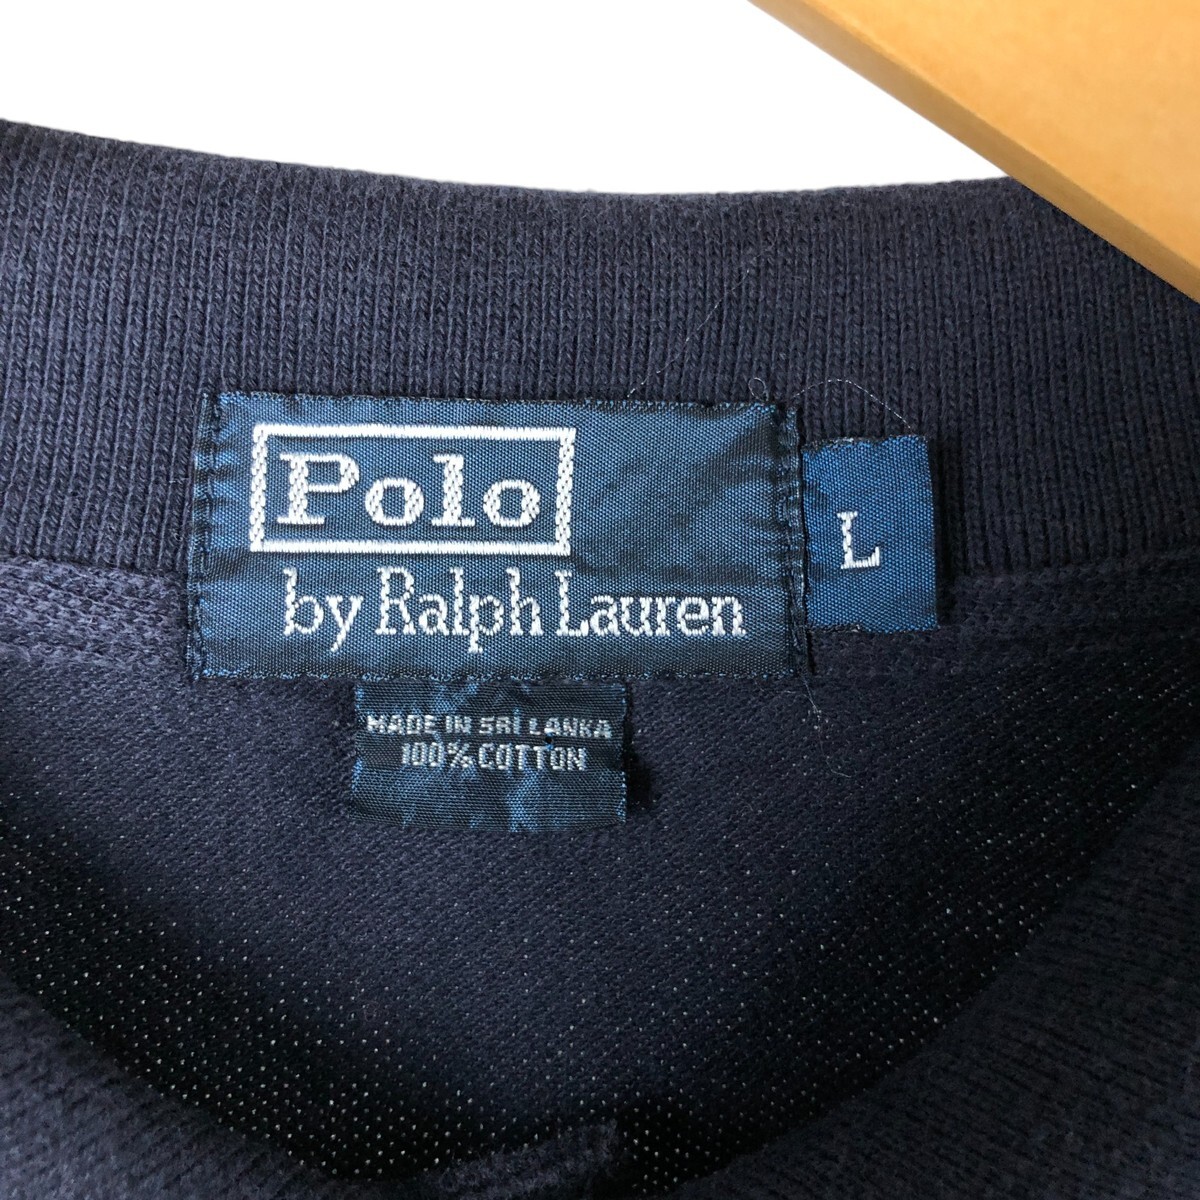 Polo
by Ralph Lauren
L
MADE IN SRI LANKA
100% COTTON